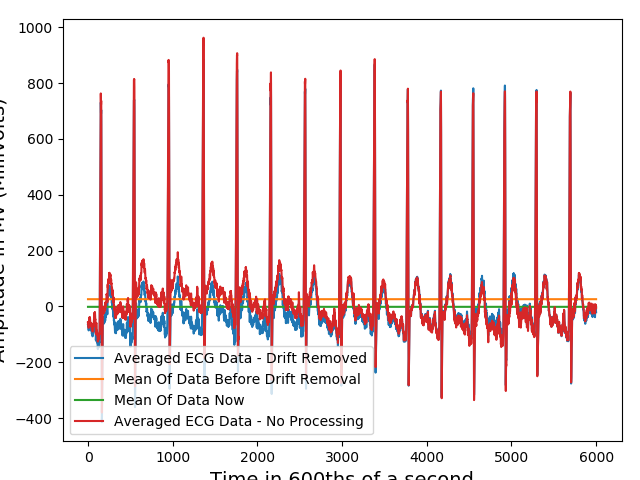 1000
800
600
400
200
0
−200
−400
Amplitude in MV (Millivolts)
Averaged ECG Data - Drift Removed
Mean Of Data Before Drift Removal
Mean Of Data Now
Averaged ECG Data - No Processing
0 1000 2000 3000 4000 5000 6000
Time in 600ths of a second